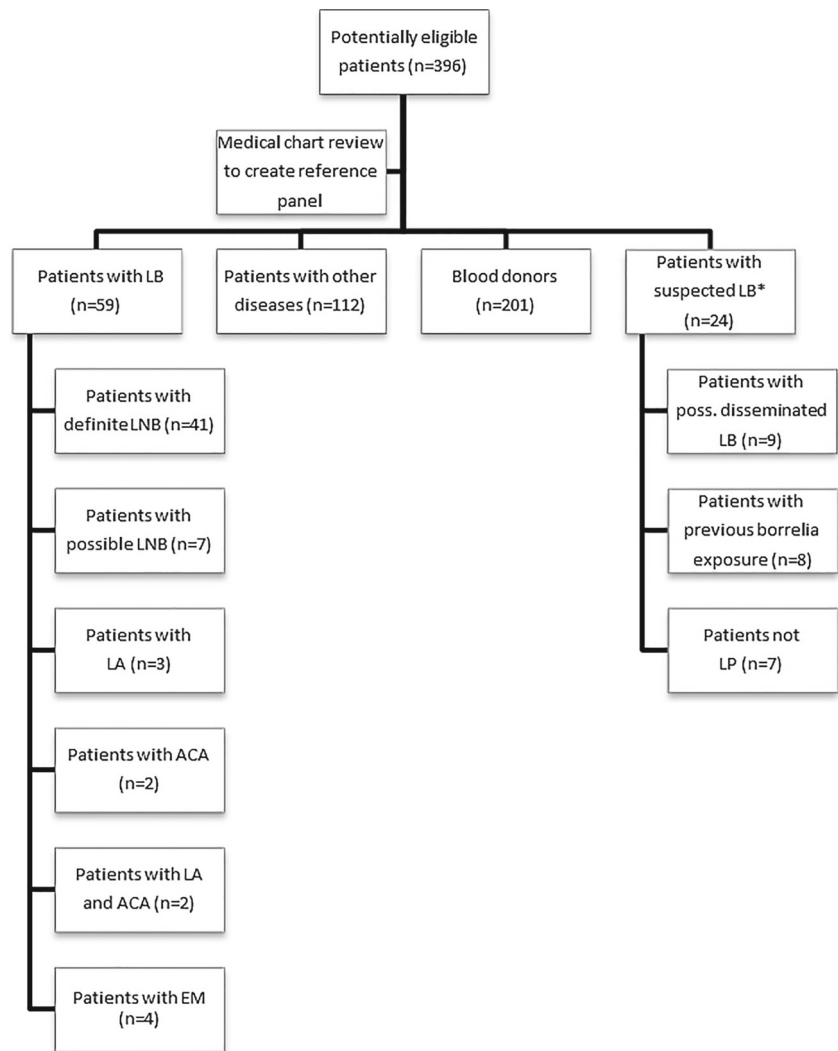 Potentially eligible
patients (n=396)
Medical chart review
to create reference
panel
Patients with LB
(n=59)
Patients with other
diseases (n=112)
Blood donors
(n=201)
Patients with
suspected LB*
(n=24)
Patients with
definite LNB (n=41)
Patients with
possible LNB (n=7)
Patients with
LA (n=3)
Patients with ACA
(n=2)
Patients with LA
and ACA (n=2)
Patients with EM
(n=4)
Patients with
poss. disseminated
LB (n=9)
Patients with
previous borrelia
exposure (n=8)
Patients not
LP (n=7)